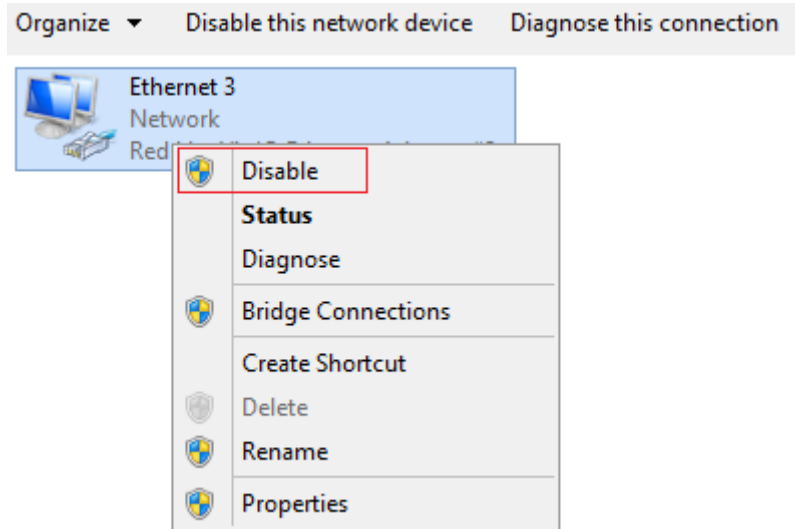 Organize Disable this network device Diagnose this connection
Ethernet 3
Network
Red
Disable
Status
Diagnose
Bridge Connections
Create Shortcut
Delete
Rename
Properties